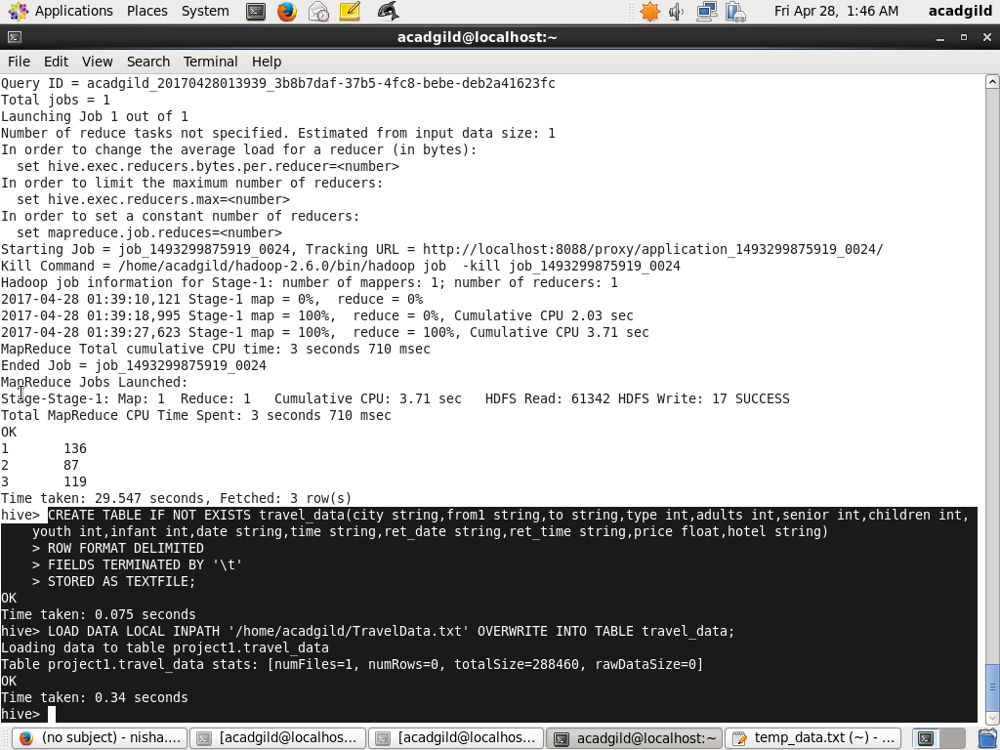 Applications Places System Fri Apr 28, 1:46 AM acadgild
acadgild@localhost:~
File Edit View Search Terminal Help
Query ID = acadgild_20170428013939_3b8b7daf-37b5-4fc8-bebe-deb2a41623fc
Total jobs = 1
Launching Job 1 out of 1
Number of reduce tasks not specified. Estimated from input data size: 1
In order to change the average load for a reducer (in bytes):
  set hive.exec.reducers.bytes.per.reducer=<number>
In order to limit the maximum number of reducers:
  set hive.exec.reducers.max=<number>
In order to set a constant number of reducers:
  set mapreduce.job.reduces=<number>
Starting Job = job_1493299875919_0024, Tracking URL = http://localhost:8088/proxy/application_1493299875919_0024/
Kill Command = /home/acadgild/hadoop-2.6.0/bin/hadoop job  -kill job_1493299875919_0024
Hadoop job information for Stage-1: number of mappers: 1; number of reducers: 1
2017-04-28 01:39:10,121 Stage-1 map = 0%,  reduce = 0%
2017-04-28 01:39:18,995 Stage-1 map = 100%,  reduce = 0%, Cumulative CPU 2.03 sec
2017-04-28 01:39:27,623 Stage-1 map = 100%,  reduce = 100%, Cumulative CPU 3.71 sec
MapReduce Total cumulative CPU time: 3 seconds 710 msec
Ended Job = job_1493299875919_0024
MapReduce Jobs Launched:
Stage-Stage-1: Map: 1  Reduce: 1   Cumulative CPU: 3.71 sec   HDFS Read: 61342 HDFS Write: 17 SUCCESS
Total MapReduce CPU Time Spent: 3 seconds 710 msec
OK
1       136
2       87
3       119
Time taken: 29.547 seconds, Fetched: 3 row(s)
hive> CREATE TABLE IF NOT EXISTS travel_data(city string,from1 string,to string,type int,adults int,senior int,children int,
    youth int,infant int,date string,time string,ret_date string,ret_time string,price float,hotel string)
    > ROW FORMAT DELIMITED
    > FIELDS TERMINATED BY '\t'
    > STORED AS TEXTFILE;
OK
Time taken: 0.075 seconds
hive> LOAD DATA LOCAL INPATH '/home/acadgild/TravelData.txt' OVERWRITE INTO TABLE travel_data;
Loading data to table project1.travel_data
Table project1.travel_data stats: [numFiles=1, numRows=0, totalSize=288460, rawDataSize=0]
OK
Time taken: 0.34 seconds
hive>
(no subject) - nisha.... [acadgild@localhos... [acadgild@localhos... acadgild@localhost:~ temp_data.txt (~) - ...